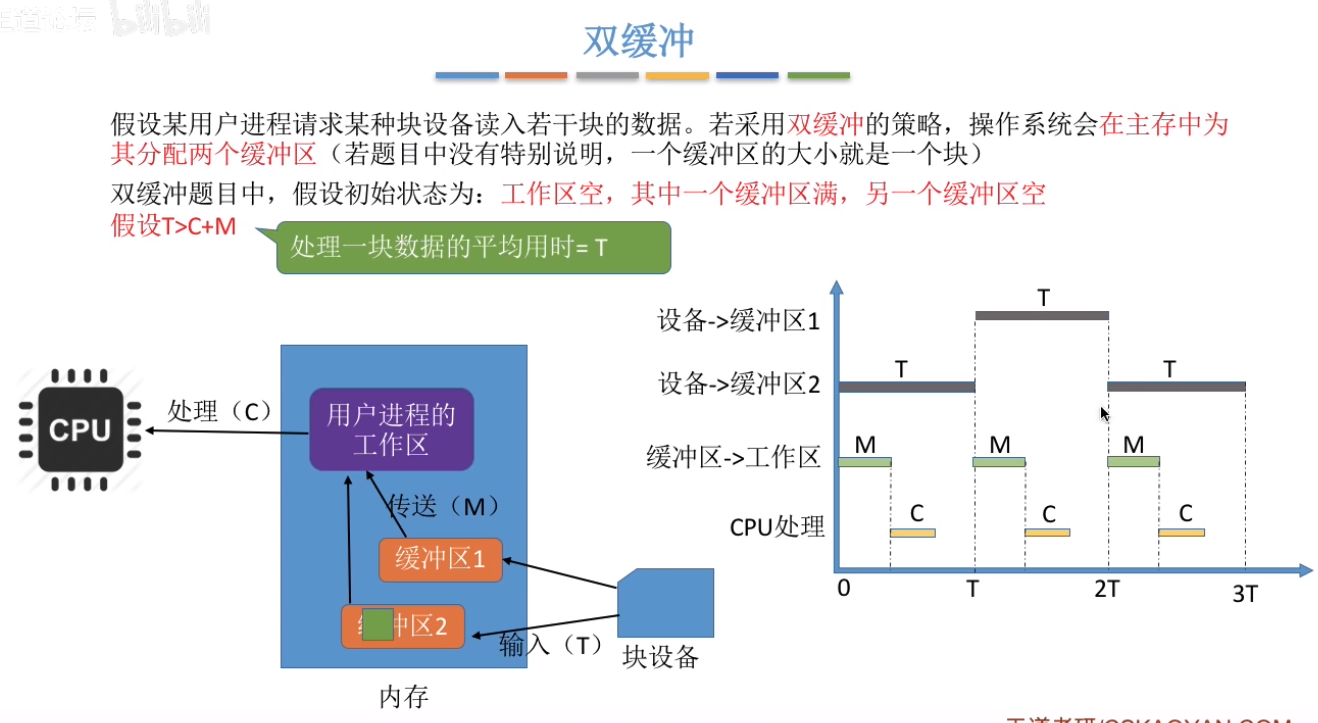 bilibili
双缓冲
假设某用户进程请求某种块设备读入若干块的数据。若采用双缓冲的策略，操作系统会在主存中为
其分配两个缓冲区（若题目中没有特别说明，一个缓冲区的大小就是一个块）
双缓冲题目中，假设初始状态为：工作区空，其中一个缓冲区满，另一个缓冲区空
假设T>C+M
处理一块数据的平均用时= T
CPU
处理（C）
用户进程的
工作区
传送（M）
缓冲区1
冲区2
输入（T）
块设备
内存
设备->缓冲区1
T
设备->缓冲区2
T
T
缓冲区->工作区
M
M
M
CPU处理
C
C
C
0
T
2T
3T